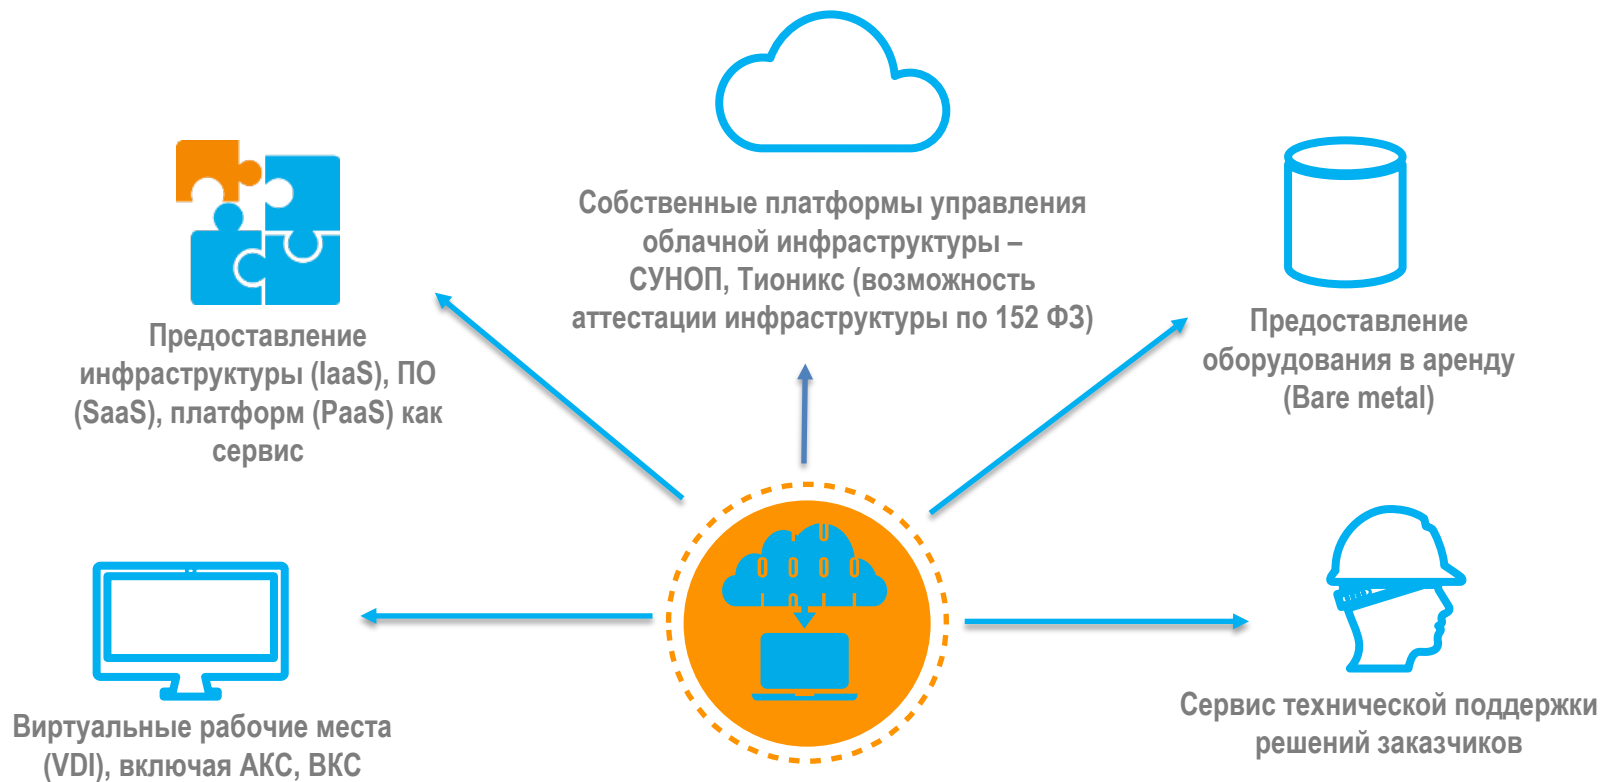 Собственные платформы управления
облачной инфраструктуры –
СУНОП, Тионикс (возможность
аттестации инфраструктуры по 152 ФЗ)
Предоставление
инфраструктуры (IaaS), ПО
(SaaS), платформ (PaaS) как
сервис
Предоставление
оборудования в аренду
(Bare metal)
Виртуальные рабочие места
(VDI), включая АКС, ВКС
Сервис технической поддержки
решений заказчиков